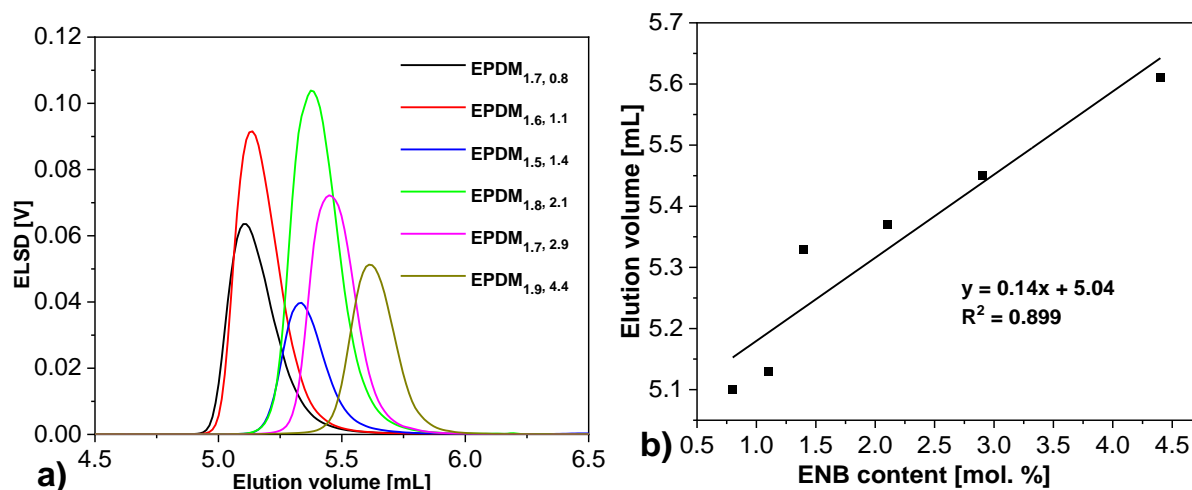 0.12
0.10
0.08
0.06
0.04
0.02
0.00
ELSD [V]
4.5 5.0 5.5 6.0 6.5
Elution volume [mL]
a)
EPDM1.7, 0.8
EPDM1.6, 1.1
EPDM1.5, 1.4
EPDM1.8, 2.1
EPDM1.7, 2.9
EPDM1.9, 4.4
5.7
5.6
5.5
5.4
5.3
5.2
5.1
Elution volume [mL]
y = 0.14x + 5.04
R² = 0.899
0.5 1.0 1.5 2.0 2.5 3.0 3.5 4.0 4.5
ENB content [mol. %]
b)